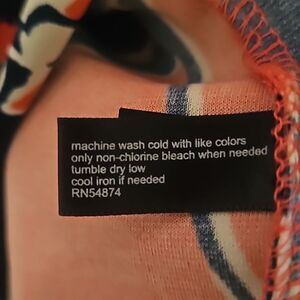 machine wash cold with like colors
only non-chlorine bleach when needed
tumble dry low
cool iron if needed
RN54874